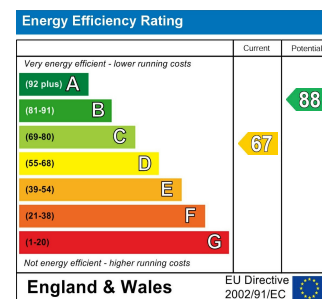 Energy Efficiency Rating
Current Potential
Very energy efficient - lower running costs
(92 plus) A
(81-91) B
88
(69-80) C
67
(55-68) D
(39-54) E
(21-38) F
(1-20) G
Not energy efficient - higher running costs
England & Wales
EU Directive
2002/91/EC